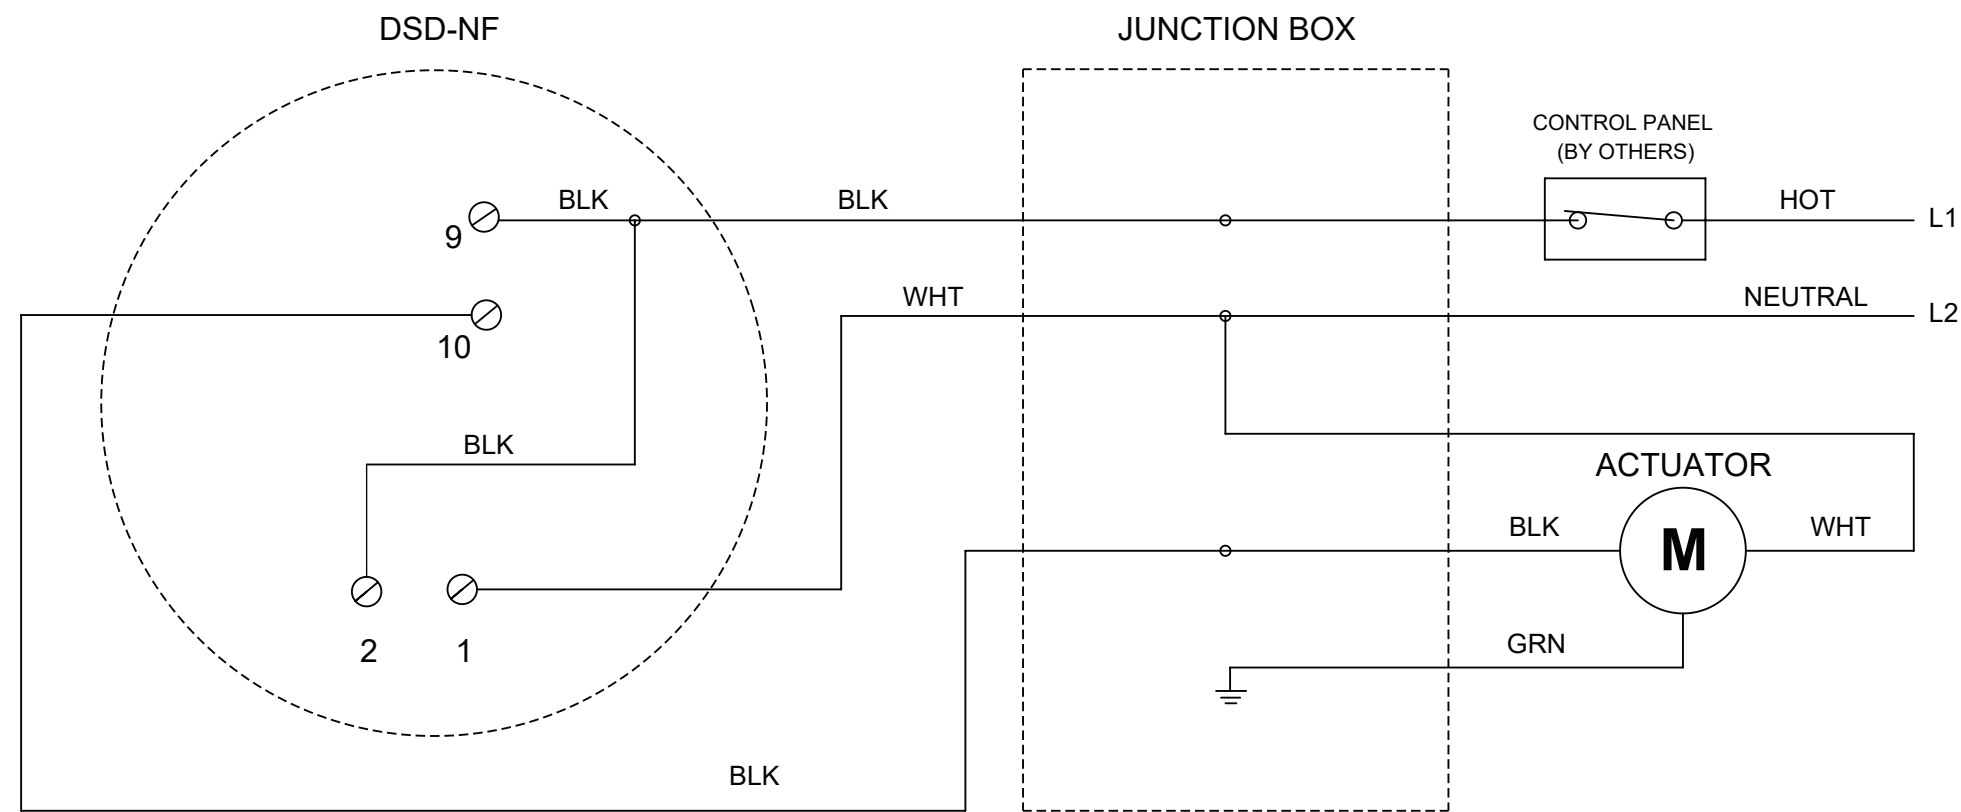 DSD-NF
JUNCTION BOX
CONTROL PANEL
(BY OTHERS)
BLK
BLK
HOT
L1
9
WHT
NEUTRAL
L2
10
BLK
ACTUATOR
BLK
M
WHT
2
1
GRN
BLK